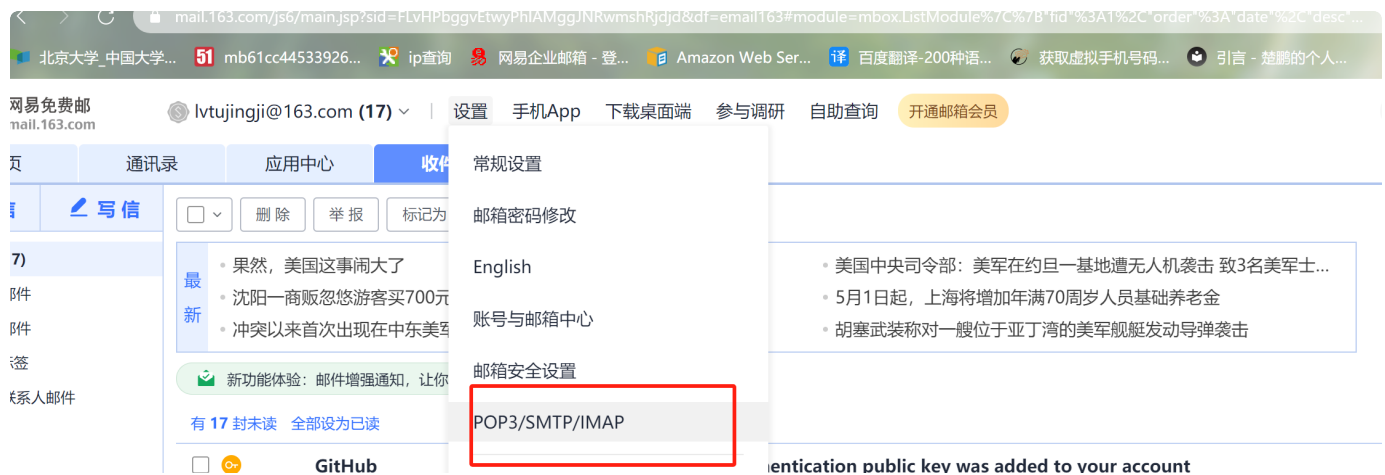 mail.163.com/js6/main.jsp?sid=FLvHPbggvEtwyPhlAMggJNRwmshRjdjd&df=email163#module=mbox.ListModule%7C%7B"fid"%3A1%2C"order"%3A"date"%2C"desc"...
北京大学_中国大学... 51 mb61cc44533926... ip查询 易 网易企业邮箱 - 登... Amazon Web Ser... 译 百度翻译-200种语... 获取虚拟手机号码... 引言 - 楚鹏的个人...
网易免费邮 lvtujingji@163.com (17) 设置 手机App 下载桌面端 参与调研 自助查询 开通邮箱会员
mail.163.com
页 通讯录 应用中心 收件
常规设置
信 写信 删除 举报 标记为
邮箱密码修改
7)
最新
果然，美国这事闹大了 English 美国中央司令部：美军在约旦一基地遭无人机袭击 致3名美军士...
邮件 沈阳一商贩忽悠游客买700元 5月1日起，上海将增加年满70周岁人员基础养老金
账号与邮箱中心
邮件 冲突以来首次出现在中东美军 胡塞武装称对一艘位于亚丁湾的美军舰艇发动导弹袭击
标签 邮箱安全设置
新功能体验：邮件增强通知，让你
联系人邮件
有 17 封未读 全部设为已读 POP3/SMTP/IMAP
GitHub entication public key was added to your account